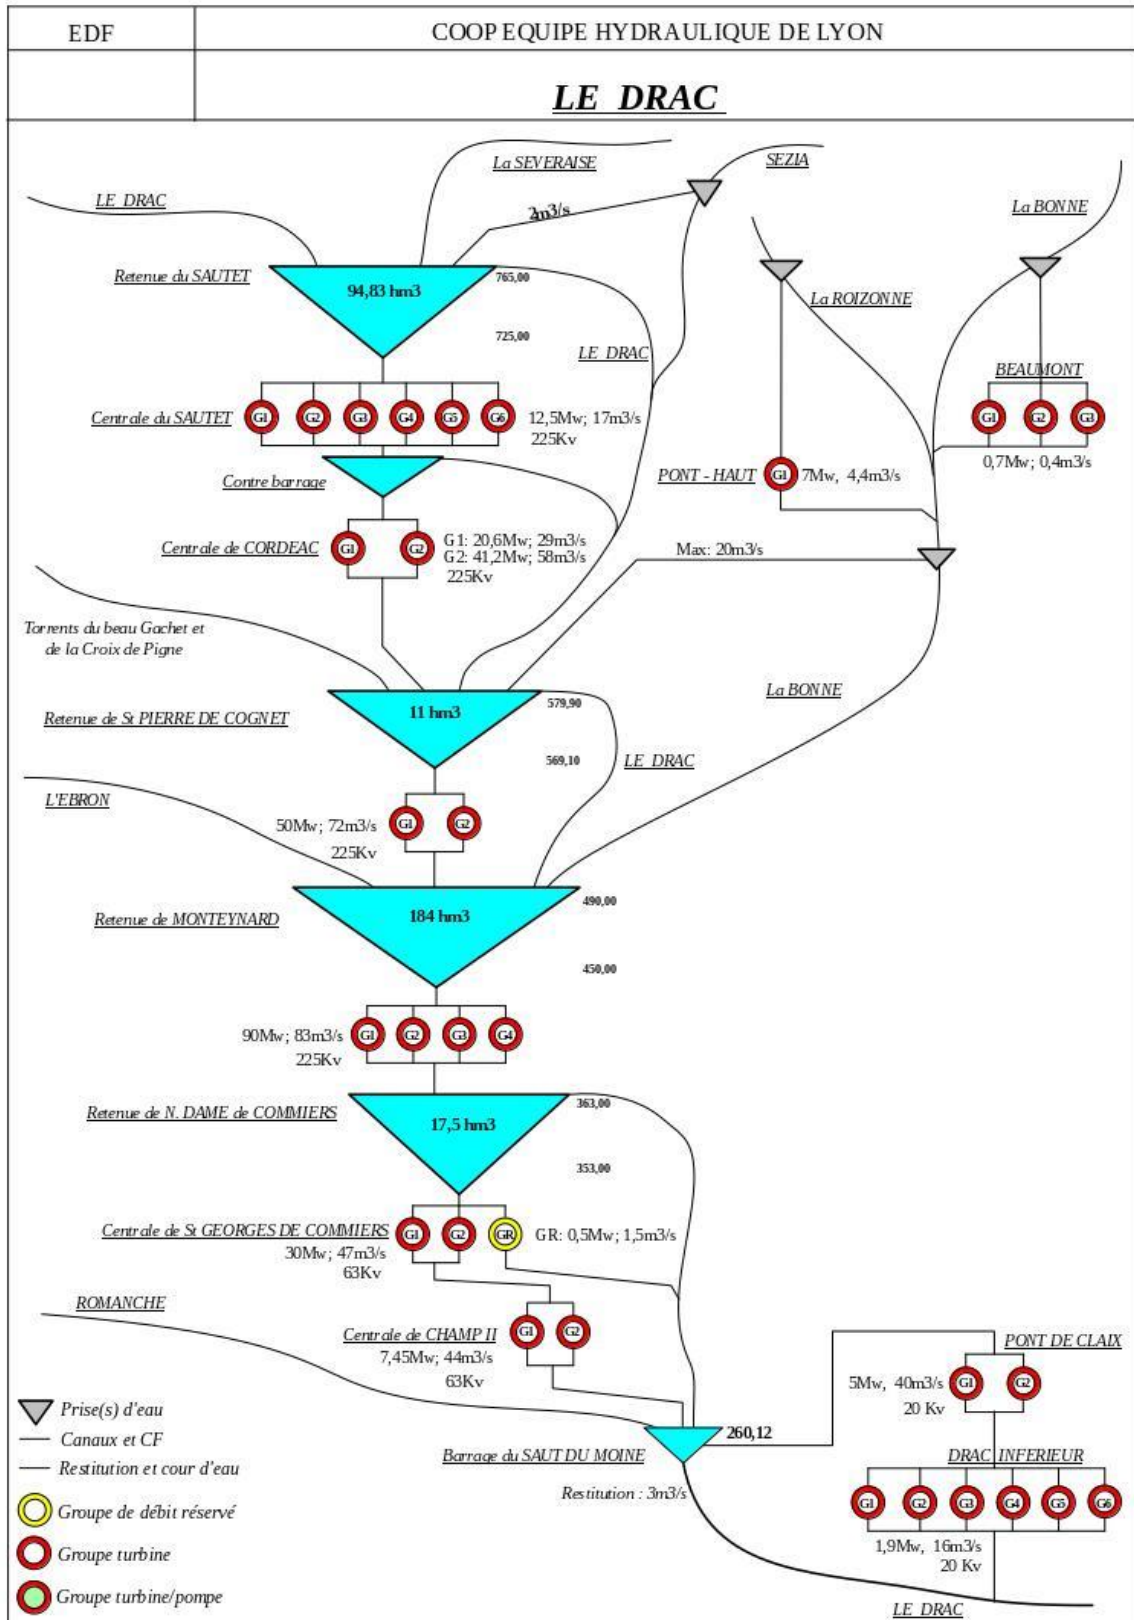 EDF
COOP EQUIPE HYDRAULIQUE DE LYON
LE DRAC
La SEVERAISE
SEZIA
LE DRAC
2m3/s
La BONNE
Retenue du SAUTET
94,83 hm3
765,00
La ROIZONNE
725,00
LE DRAC
BEAUMONT
Centrale du SAUTET
G1 G2 G3 G4 G5 G6
12,5Mw; 17m3/s
225Kv
G1 G2 G3
0,7Mw; 0,4m3/s
Contre barrage
PONT - HAUT
G1
7Mw, 4,4m3/s
Centrale de CORDEAC
G1 G2
G1: 20,6Mw; 29m3/s
G2: 41,2Mw; 58m3/s
225Kv
Max: 20m3/s
Torrents du beau Gachet et
de la Croix de Pigne
La BONNE
Retenue de St PIERRE DE COGNET
11 hm3
579,90
569,10
LE DRAC
L'EBRON
50Mw; 72m3/s
225Kv
G1 G2
Retenue de MONTEYNARD
184 hm3
490,00
450,00
90Mw; 83m3/s
225Kv
G1 G2 G3 G4
Retenue de N. DAME de COMMIERS
17,5 hm3
363,00
353,00
Centrale de St GEORGES DE COMMIERS
30Mw; 47m3/s
63Kv
G1 G2 GR
GR: 0,5Mw; 1,5m3/s
ROMANCHE
Centrale de CHAMP II
7,45Mw; 44m3/s
63Kv
G1 G2
PONT DE CLAIX
5Mw, 40m3/s
20 Kv
G1 G2
Barrage du SAUT DU MOINE
260,12
Restitution : 3m3/s
DRAC INFERIEUR
G1 G2 G3 G4 G5 G6
1,9Mw, 16m3/s
20 Kv
LE DRAC
Prise(s) d'eau
Canaux et CF
Restitution et cour d'eau
Groupe de débit réservé
Groupe turbine
Groupe turbine/pompe